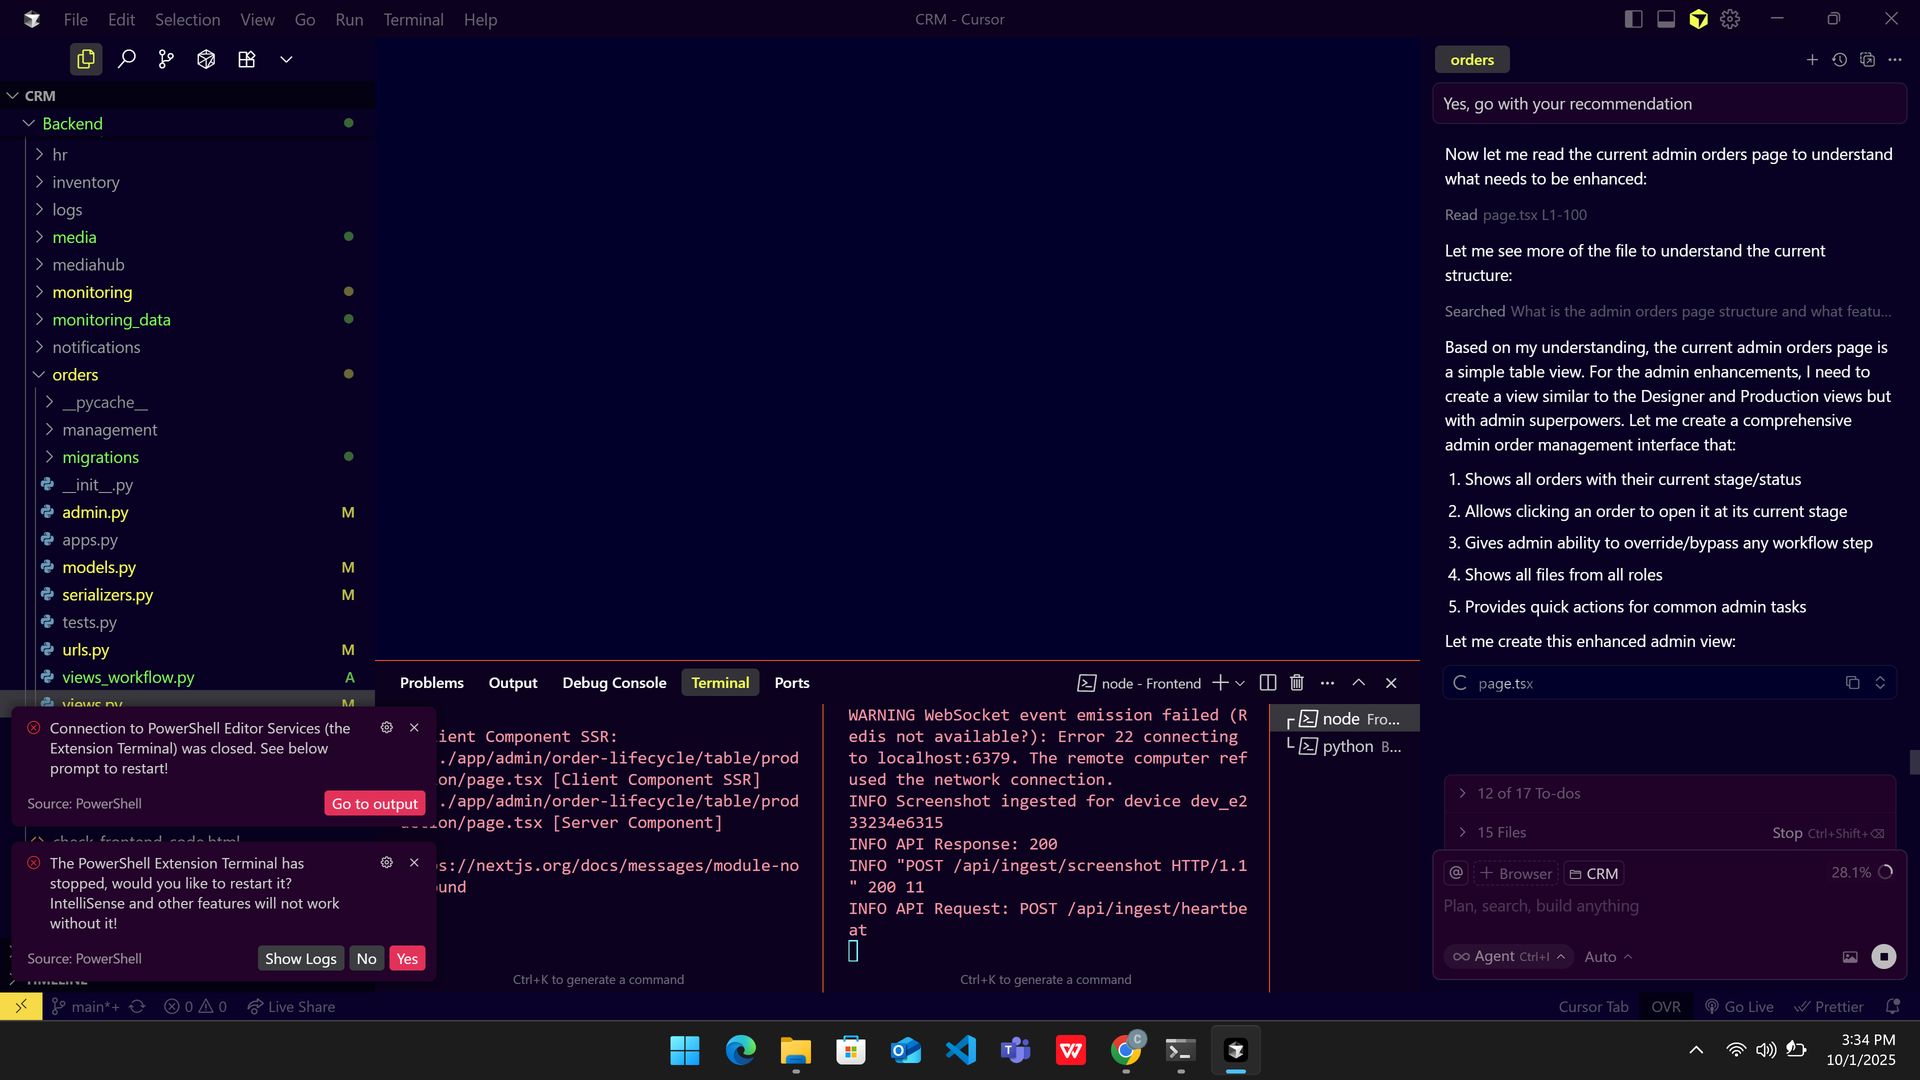 File Edit Selection View Go Run Terminal Help
CRM - Cursor
CRM
Backend
hr
inventory
logs
media
mediahub
monitoring
monitoring_data
notifications
orders
__pycache__
management
migrations
__init__.py
admin.py M
apps.py
models.py M
serializers.py M
tests.py
urls.py M
views_workflow.py A
views.py M
Connection to PowerShell Editor Services (the
Extension Terminal) was closed. See below
prompt to restart!
Source: PowerShell
Go to output
check_frontend_code.html
The PowerShell Extension Terminal has
stopped, would you like to restart it?
IntelliSense and other features will not work
without it!
Source: PowerShell
Show Logs No Yes
TIMELINE
Problems Output Debug Console Terminal Ports
node - Frontend
lient Component SSR:
./app/admin/order-lifecycle/table/prod
ion/page.tsx [Client Component SSR]
./app/admin/order-lifecycle/table/prod
ction/page.tsx [Server Component]
s://nextjs.org/docs/messages/module-no
und
Ctrl+K to generate a command
WARNING WebSocket event emission failed (R
edis not available?): Error 22 connecting
to localhost:6379. The remote computer ref
used the network connection.
INFO Screenshot ingested for device dev_e2
33234e6315
INFO API Response: 200
INFO "POST /api/ingest/screenshot HTTP/1.1
" 200 11
INFO API Request: POST /api/ingest/heartbe
at
Ctrl+K to generate a command
node Fro...
python B...
orders
Yes, go with your recommendation
Now let me read the current admin orders page to understand
what needs to be enhanced:
Read page.tsx L1-100
Let me see more of the file to understand the current
structure:
Searched What is the admin orders page structure and what featu...
Based on my understanding, the current admin orders page is
a simple table view. For the admin enhancements, I need to
create a view similar to the Designer and Production views but
with admin superpowers. Let me create a comprehensive
admin order management interface that:
1. Shows all orders with their current stage/status
2. Allows clicking an order to open it at its current stage
3. Gives admin ability to override/bypass any workflow step
4. Shows all files from all roles
5. Provides quick actions for common admin tasks
Let me create this enhanced admin view:
page.tsx
12 of 17 To-dos
15 Files
Stop Ctrl+Shift+⌫
@ Browser CRM 28.1%
Plan, search, build anything
Agent Ctrl+I Auto
main*+ 0 0 Live Share
Cursor Tab OVR Go Live Prettier
C
3:34 PM
10/1/2025